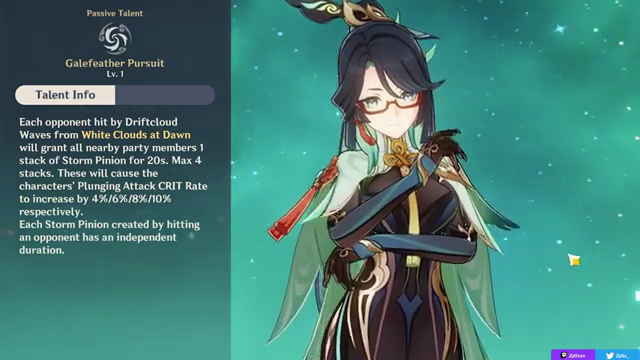 Passive Talent
Galefeather Pursuit
Lv. 1
Talent Info
Each opponent hit by Driftcloud
Waves from White Clouds at Dawn
will grant all nearby party members 1
stack of Storm Pinion for 20s. Max 4
stacks. These will cause the
characters' Plunging Attack CRIT Rate
to increase by 4%/6%/8%/10%
respectively.
Each Storm Pinion created by hitting
an opponent has an independent
duration.